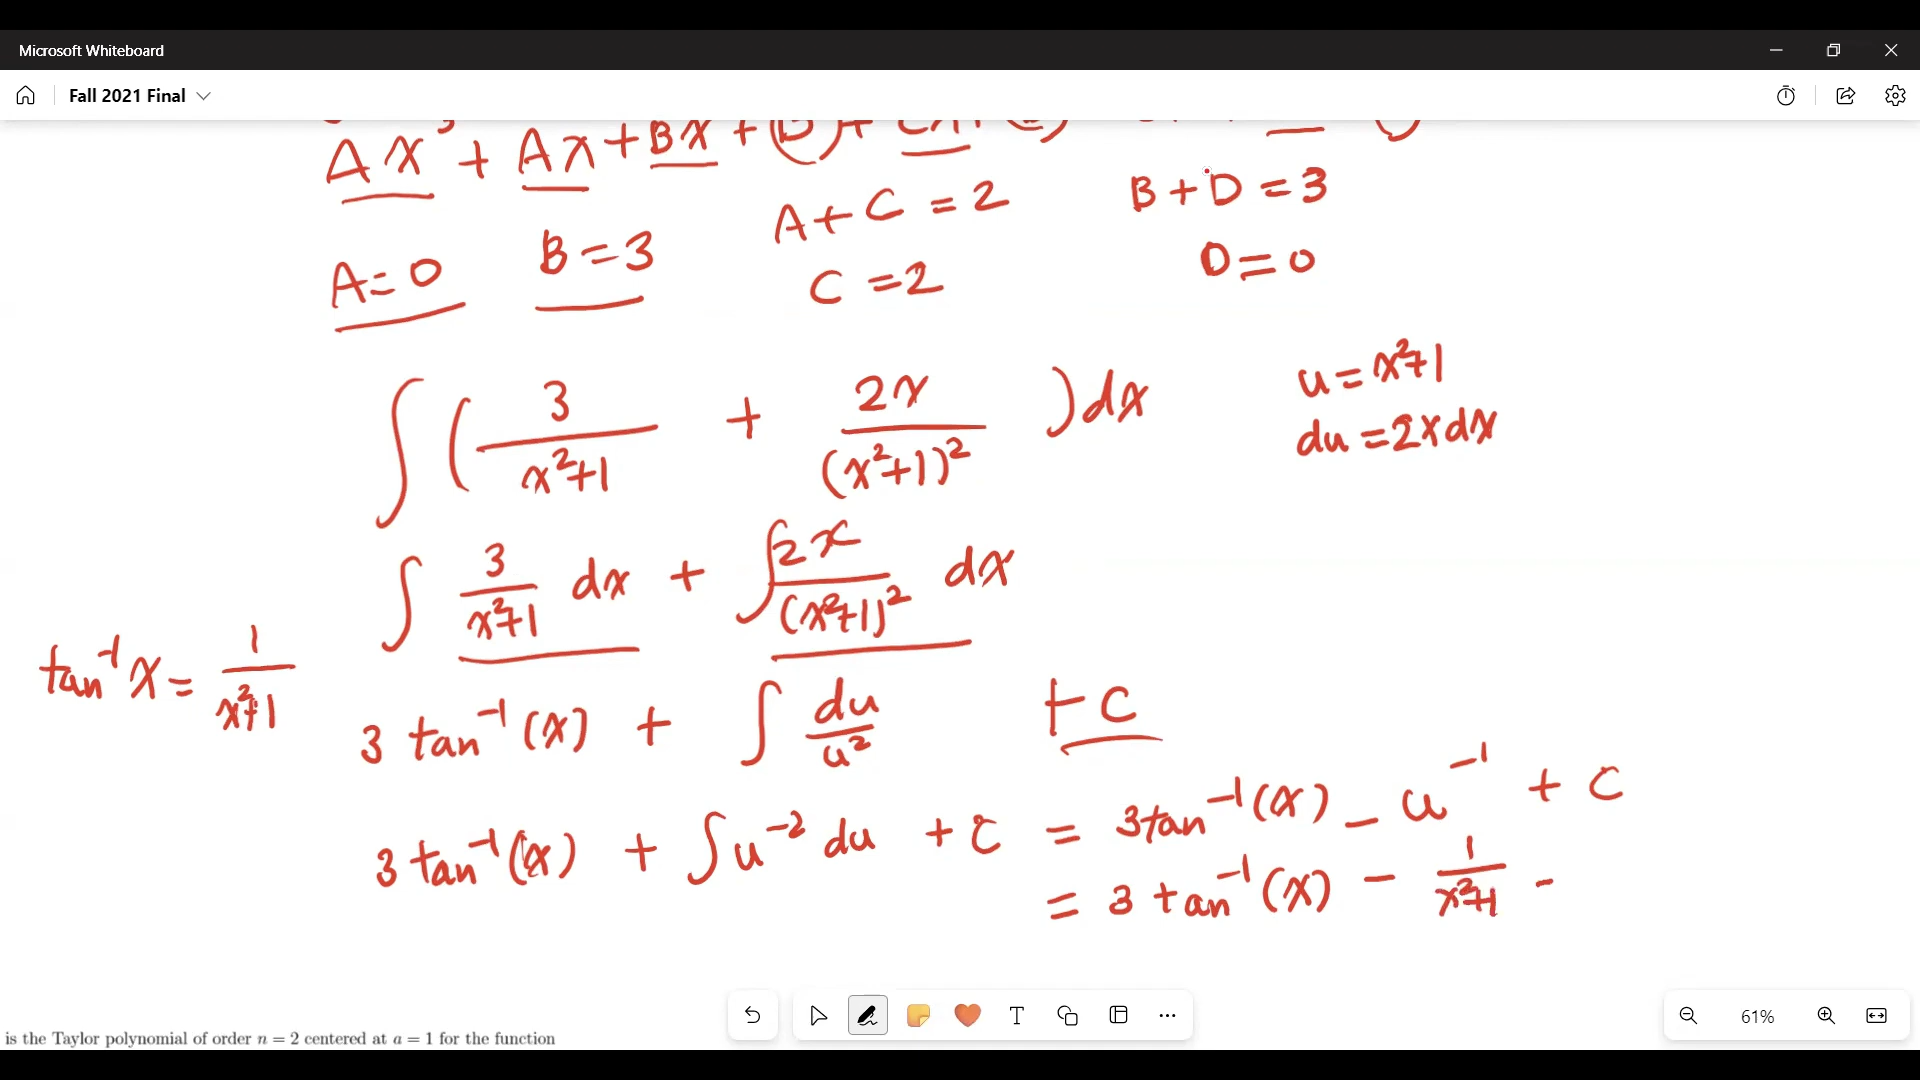 Microsoft Whiteboard
Fall 2021 Final
Ax³ + Ax + Bx + D +
A=0 B=3 A+C=2 B+D=3
C=2 D=0
∫(3/(x²+1) + 2x/(x²+1)²)dx u=x²+1
du=2xdx
∫ 3/(x²+1) dx + ∫2x/(x²+1)² dx
tan⁻¹x = 1/(x²+1)
3 tan⁻¹(x) + ∫ du/u² + C
3 tan⁻¹(x) + ∫u⁻² du + C = 3tan⁻¹(x) - u⁻¹ + C
= 3 tan⁻¹(x) - 1/(x²+1) -
61%
is the Taylor polynomial of order n = 2 centered at a = 1 for the function